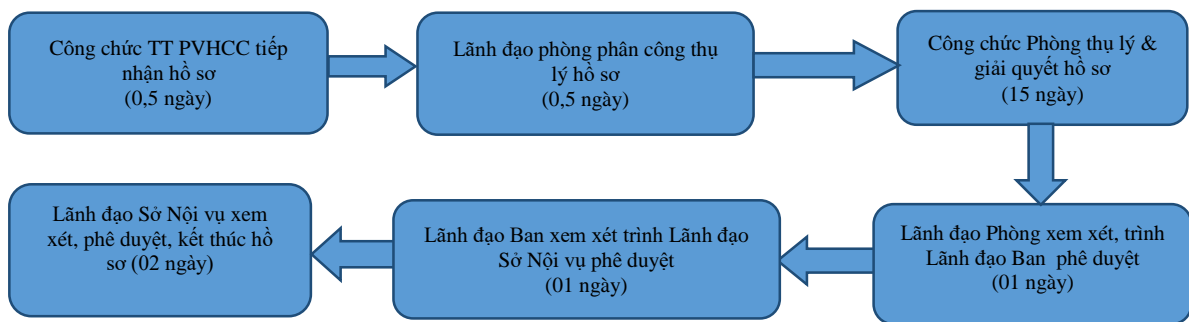 Công chức TT PVHCC tiếp
nhận hồ sơ
(0,5 ngày)
Lãnh đạo phòng phân công thụ
lý hồ sơ
(0,5 ngày)
Công chức Phòng thụ lý &
giải quyết hồ sơ
(15 ngày)
Lãnh đạo Phòng xem xét, trình
Lãnh đạo Ban phê duyệt
(01 ngày)
Lãnh đạo Ban xem xét trình Lãnh đạo
Sở Nội vụ phê duyệt
(01 ngày)
Lãnh đạo Sở Nội vụ xem
xét, phê duyệt, kết thúc hồ
sơ (02 ngày)